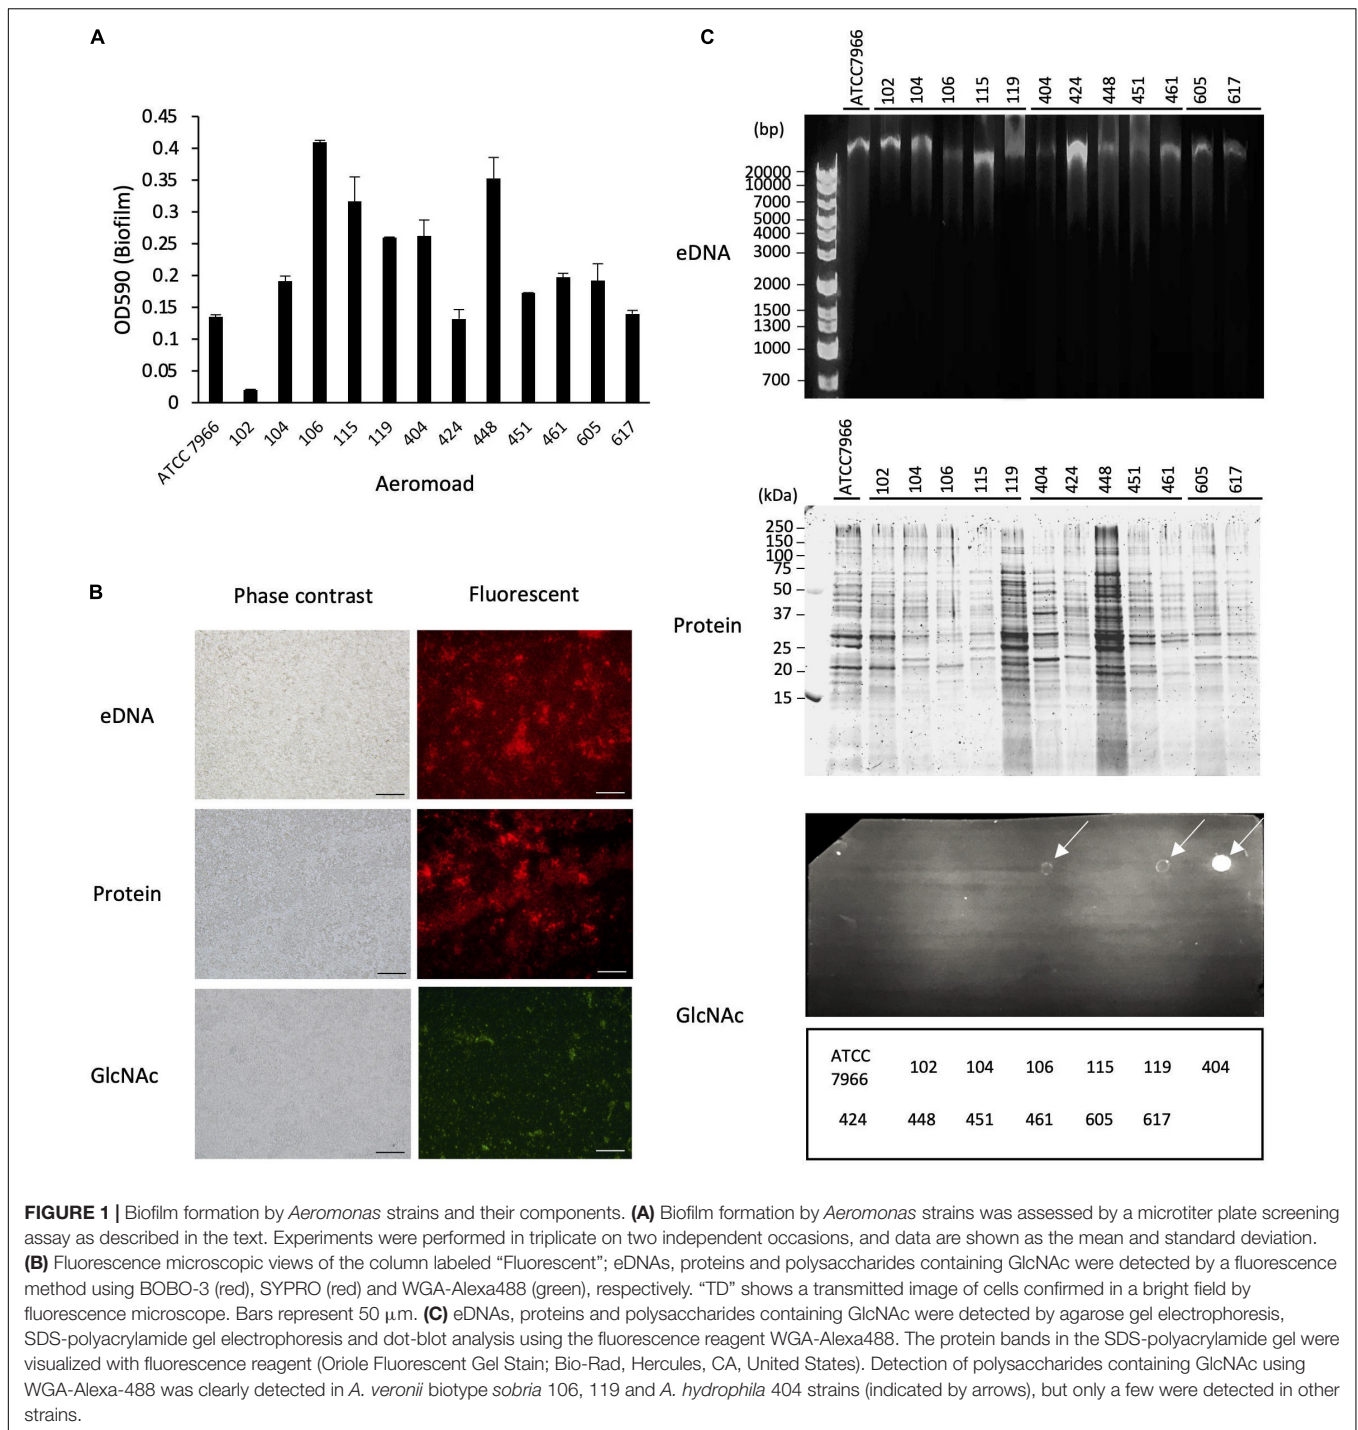 A
0.45
0.4
0.35
0.3
0.25
0.2
0.15
0.1
0.05
0
OD590 (Biofilm)
ATCC 7966
102
104
106
115
119
404
424
448
451
461
605
617
Aeromoad
B
Phase contrast
Fluorescent
eDNA
Protein
GlcNAc
C
ATCC7966
102
104
106
115
119
404
424
448
451
461
605
617
(bp)
20000
10000
7000
5000
4000
3000
2000
1500
1300
1000
700
eDNA
ATCC7966
102
104
106
115
119
404
424
448
451
461
605
617
(kDa)
250
150
100
75
50
37
25
20
15
Protein
GlcNAc
ATCC
7966
102 104 106 115 119 404
424 448 451 461 605 617
FIGURE 1 | Biofilm formation by Aeromonas strains and their components. (A) Biofilm formation by Aeromonas strains was assessed by a microtiter plate screening
assay as described in the text. Experiments were performed in triplicate on two independent occasions, and data are shown as the mean and standard deviation.
(B) Fluorescence microscopic views of the column labeled “Fluorescent”; eDNAs, proteins and polysaccharides containing GlcNAc were detected by a fluorescence
method using BOBO-3 (red), SYPRO (red) and WGA-Alexa488 (green), respectively. “TD” shows a transmitted image of cells confirmed in a bright field by
fluorescence microscope. Bars represent 50 μm. (C) eDNAs, proteins and polysaccharides containing GlcNAc were detected by agarose gel electrophoresis,
SDS-polyacrylamide gel electrophoresis and dot-blot analysis using the fluorescence reagent WGA-Alexa488. The protein bands in the SDS-polyacrylamide gel were
visualized with fluorescence reagent (Oriole Fluorescent Gel Stain; Bio-Rad, Hercules, CA, United States). Detection of polysaccharides containing GlcNAc using
WGA-Alexa-488 was clearly detected in A. veronii biotype sobria 106, 119 and A. hydrophila 404 strains (indicated by arrows), but only a few were detected in other
strains.